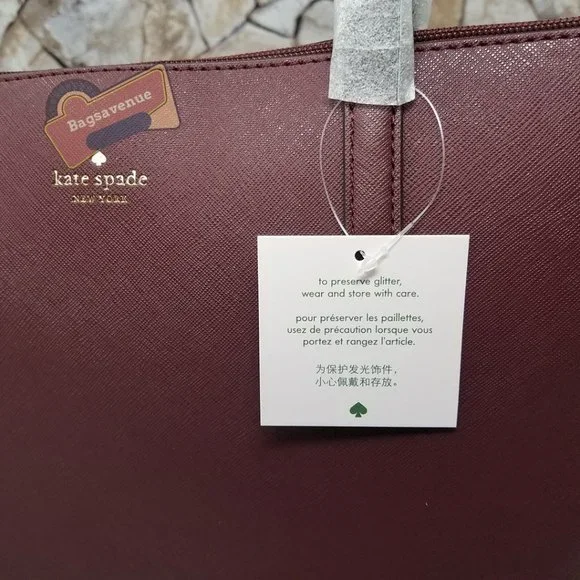 Bagsavenue
kate spade
NEW YORK
to preserve glitter,
wear and store with care.
pour préserver les paillettes,
usez de précaution lorsque vous
portez et rangez l'article.
为保护发光饰件，
小心佩戴和存放。